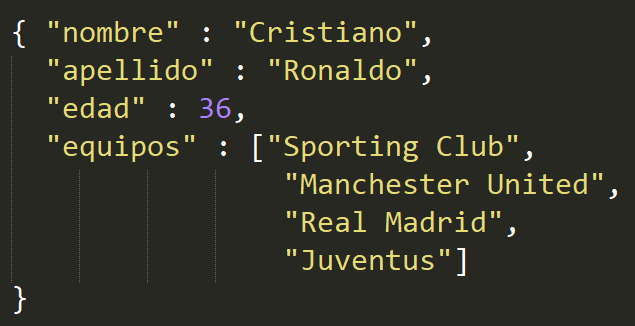 { "nombre" : "Cristiano",
"apellido" : "Ronaldo",
"edad" : 36,
"equipos" : ["Sporting Club",
"Manchester United",
"Real Madrid",
"Juventus"]
}